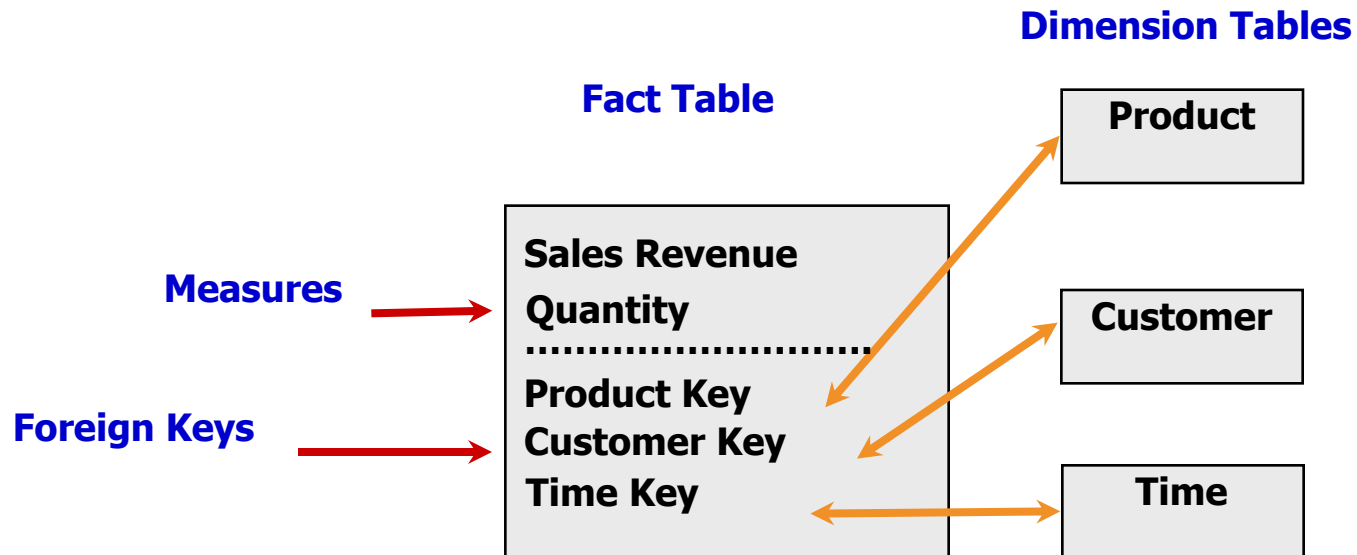 Dimension Tables
Fact Table
Product
Sales Revenue
Measures
Quantity
............................
Customer
Product Key
Foreign Keys
Customer Key
Time Key
Time